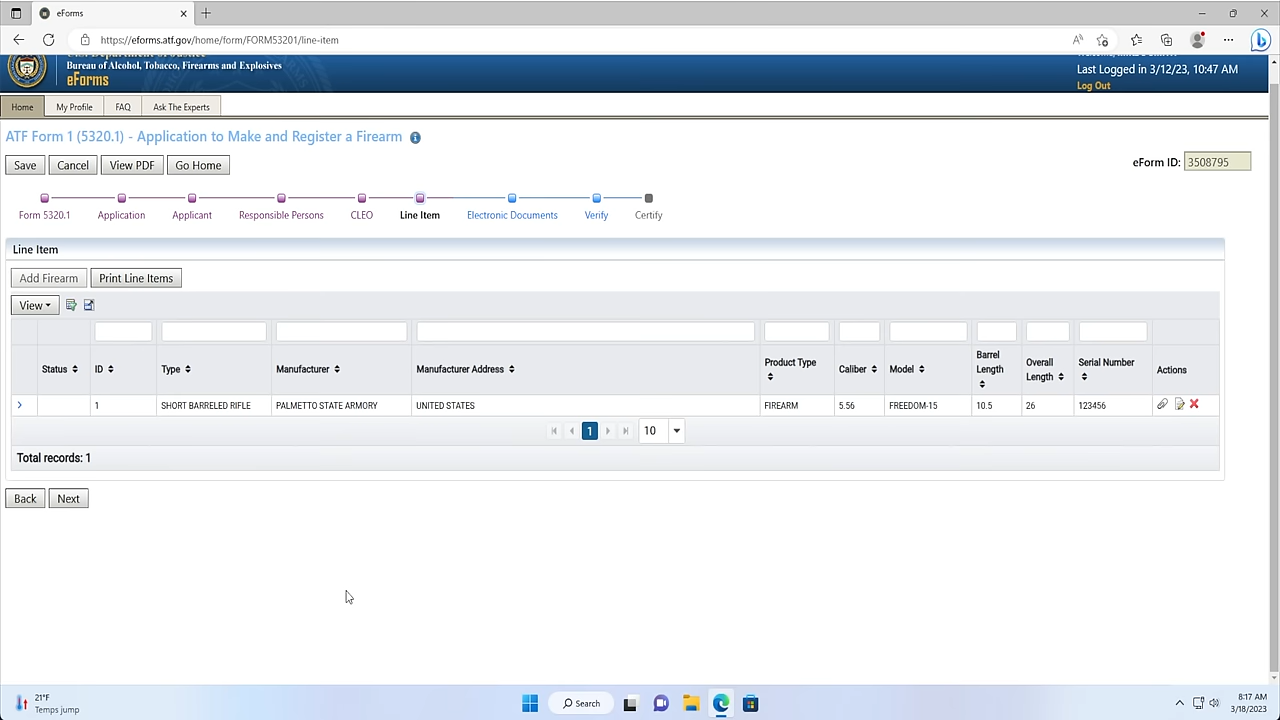 eForms
https://eforms.atf.gov/home/form/FORM53201/line-item
Bureau of Alcohol, Tobacco, Firearms and Explosives
eForms
Last Logged in 3/12/23, 10:47 AM
Log Out
Home My Profile FAQ Ask The Experts
ATF Form 1 (5320.1) - Application to Make and Register a Firearm
Save Cancel View PDF Go Home
eForm ID: 3508795
Form 5320.1 Application Applicant Responsible Persons CLEO Line Item Electronic Documents Verify Certify
Line Item
Add Firearm Print Line Items
View
Status ID Type Manufacturer Manufacturer Address Product Type Caliber Model Barrel Length Overall Length Serial Number Actions
1 SHORT BARRELED RIFLE PALMETTO STATE ARMORY UNITED STATES FIREARM 5.56 FREEDOM-15 10.5 26 123456
1 10
Total records: 1
Back Next
21°F
Temps jump
Search
8:17 AM
3/18/2023